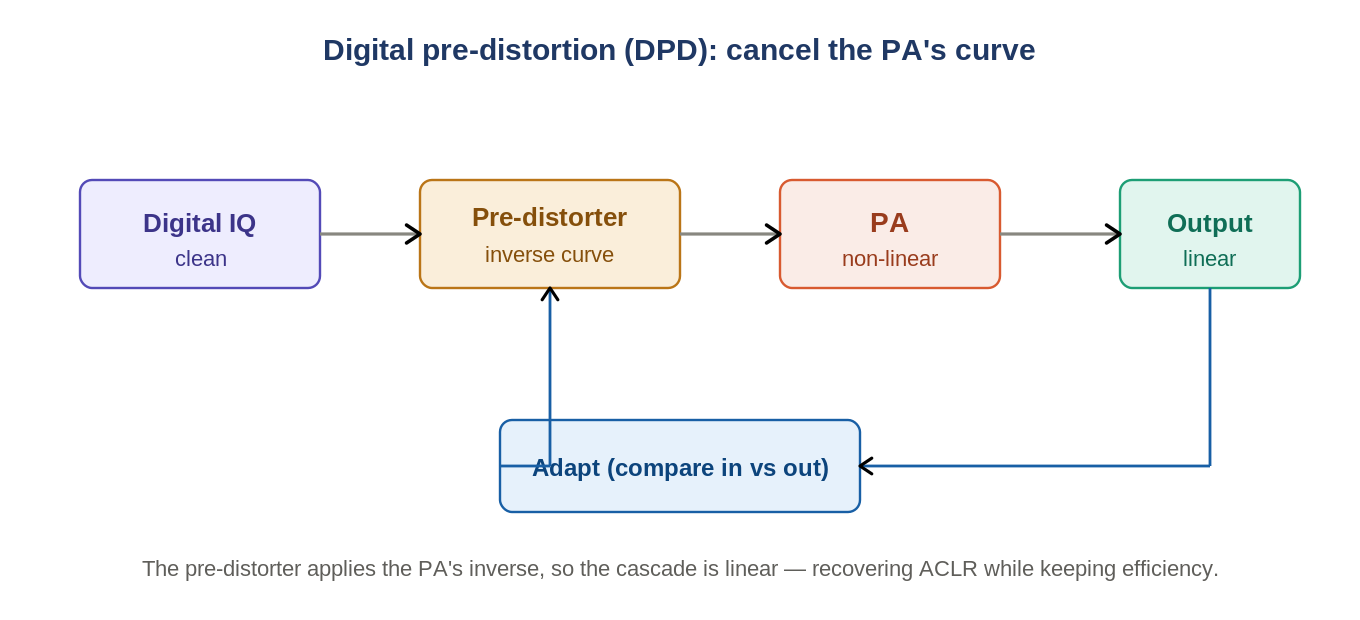 Digital pre-distortion (DPD): cancel the PA's curve
Digital IQ
clean
Pre-distorter
inverse curve
PA
non-linear
Output
linear
Adapt (compare in vs out)
The pre-distorter applies the PA's inverse, so the cascade is linear — recovering ACLR while keeping efficiency.